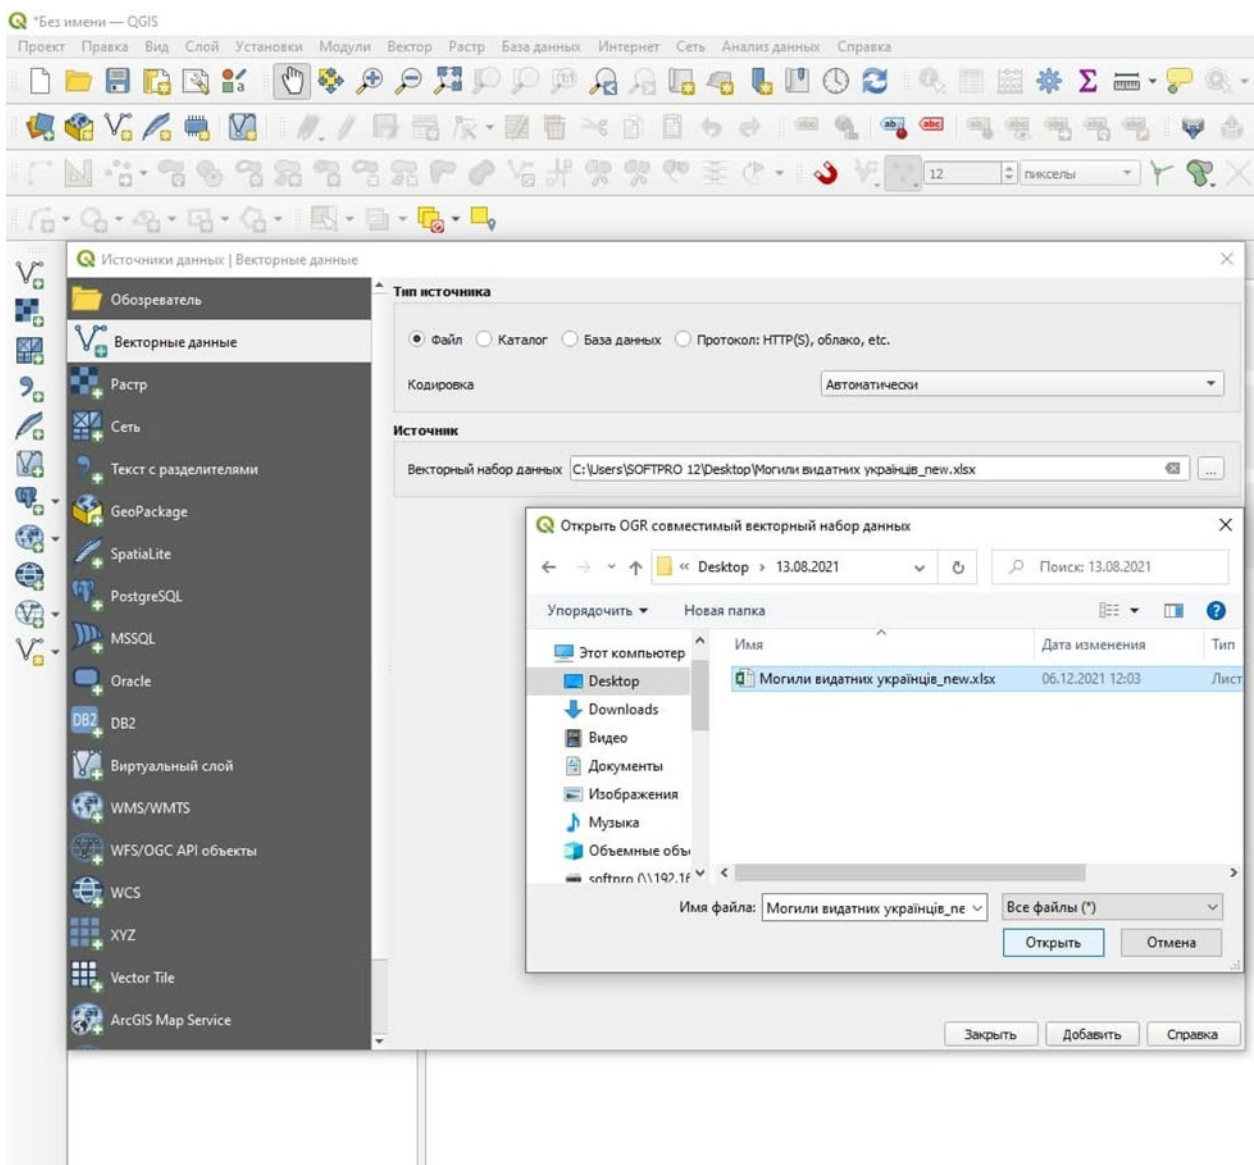 *Без имени — QGIS
Проект Правка Вид Слой Установки Модули Вектор Растр База данных Интернет Сеть Анализ данных Справка
12 пикселы
Источники данных | Векторные данные
Обозреватель
Векторные данные
Растр
Сеть
Текст с разделителями
GeoPackage
SpatiaLite
PostgreSQL
MSSQL
Oracle
DB2
DB2
Виртуальный слой
WMS/WMTS
WFS/OGC API объекты
WCS
XYZ
Vector Tile
ArcGIS Map Service
Тип источника
Файл Каталог База данных Протокол: HTTP(S), облако, etc.
Кодировка Автоматически
Источник
Векторный набор данных C:\Users\SOFTPRO 12\Desktop\Могили видатних українців_new.xlsx ...
Открыть OGR совместимый векторный набор данных
« Desktop › 13.08.2021 Поиск: 13.08.2021
Упорядочить Новая папка
Имя Дата изменения Тип
Этот компьютер
Desktop
Downloads
Видео
Документы
Изображения
Музыка
Объемные объ
softpro (\\192.16
Могили видатних українців_new.xlsx 06.12.2021 12:03 Лист
Имя файла: Могили видатних українців_ne Все файлы (*)
Открыть Отмена
Закрыть Добавить Справка